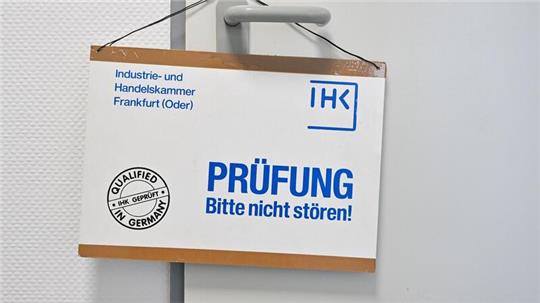 Industrie- und
Handelskammer
Frankfurt (Oder)
IHK
PRÜFUNG
Bitte nicht stören!
QUALIFIED
• IHK GEPRÜFT •
IN GERMANY